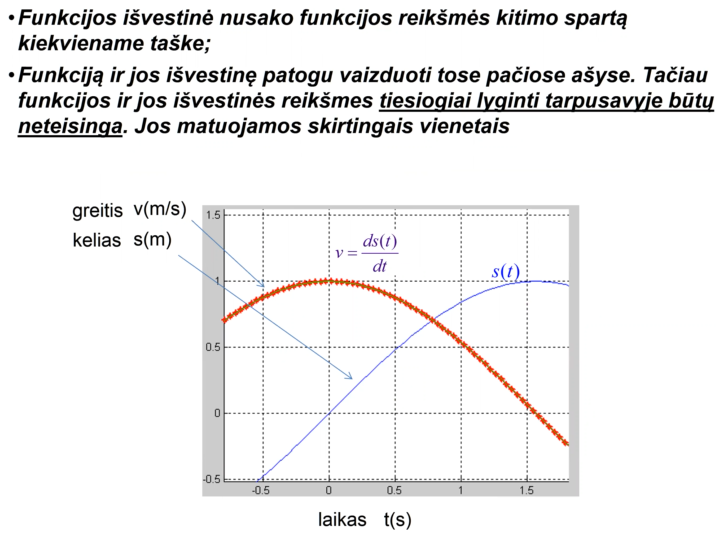 •Funkcijos išvestinė nusako funkcijos reikšmės kitimo spartą
kiekviename taške;
•Funkciją ir jos išvestinę patogu vaizduoti tose pačiose ašyse. Tačiau
funkcijos ir jos išvestinės reikšmes tiesiogiai lyginti tarpusavyje būtų
neteisinga. Jos matuojamos skirtingais vienetais
greitis v(m/s)
kelias s(m)
1.5
v = ds(t)/dt
s(t)
1
0.5
0
-0.5
-0.5 0 0.5 1 1.5
laikas t(s)